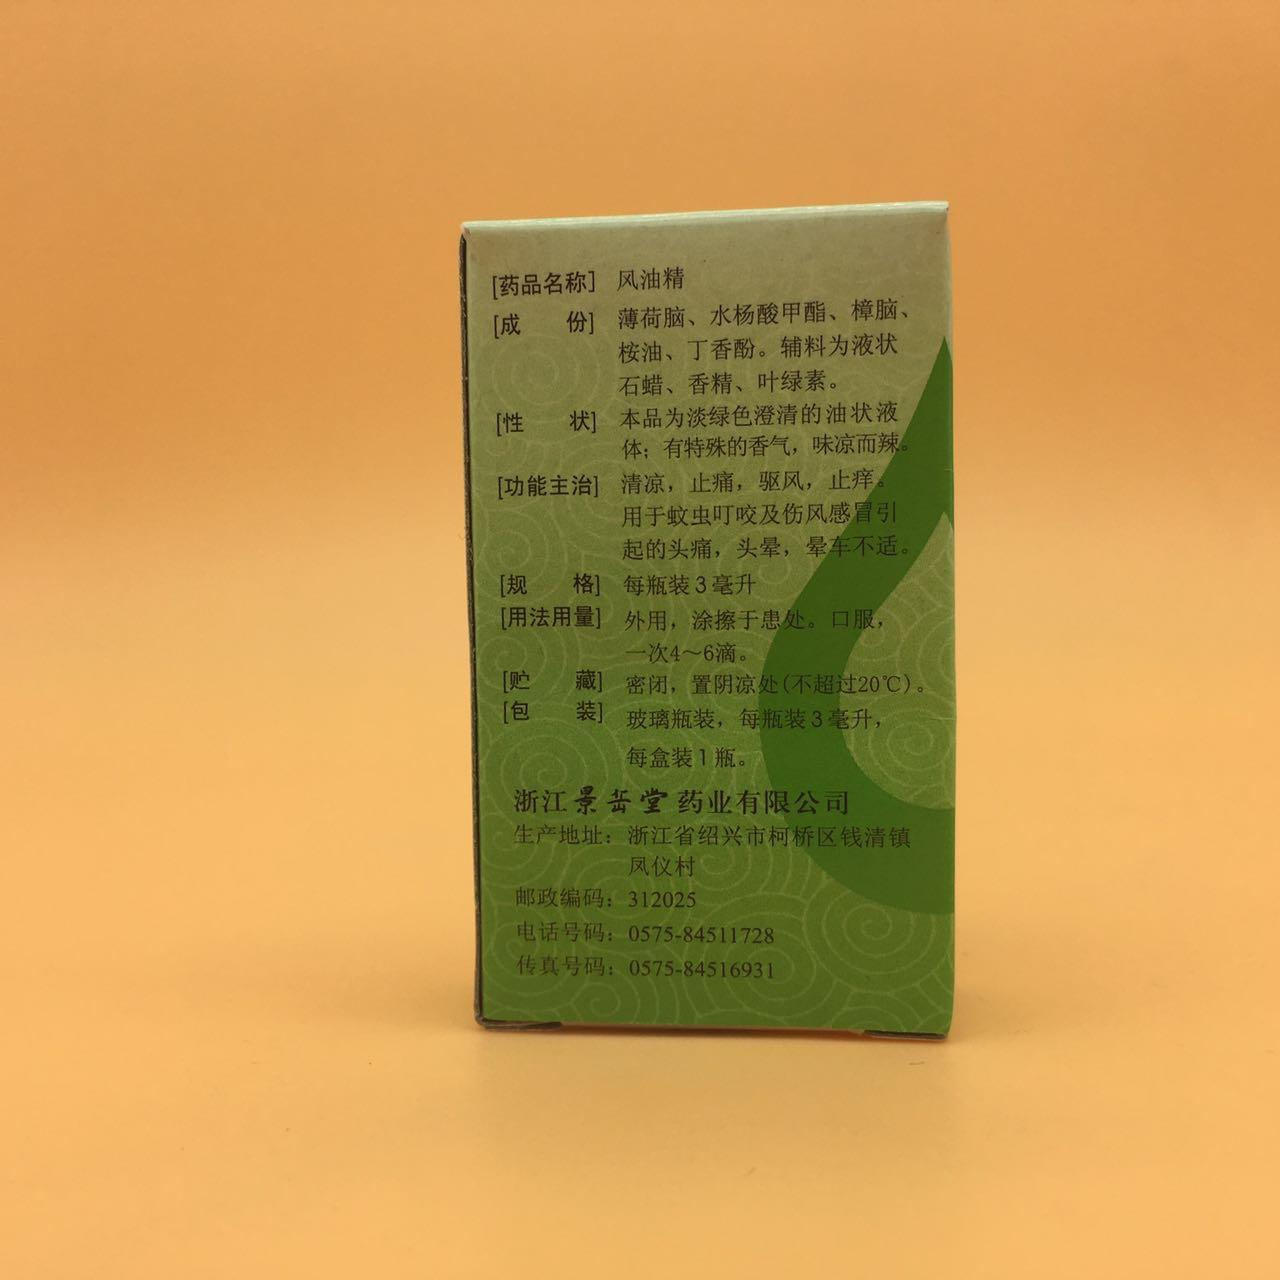 [药品名称] 风油精
[成 份] 薄荷脑、水杨酸甲酯、樟脑、
桉油、丁香酚。辅料为液状
石蜡、香精、叶绿素。
[性 状] 本品为淡绿色澄清的油状液
体；有特殊的香气，味凉而辣。
[功能主治] 清凉，止痛，驱风，止痒。
用于蚊虫叮咬及伤风感冒引
起的头痛，头晕，晕车不适。
[规 格] 每瓶装3毫升
[用法用量] 外用，涂擦于患处。口服，
一次4～6滴。
[贮 藏] 密闭，置阴凉处(不超过20℃)。
[包 装] 玻璃瓶装，每瓶装3毫升，
每盒装1瓶。
浙江景岳堂药业有限公司
生产地址：浙江省绍兴市柯桥区钱清镇
凤仪村
邮政编码：312025
电话号码：0575-84511728
传真号码：0575-84516931